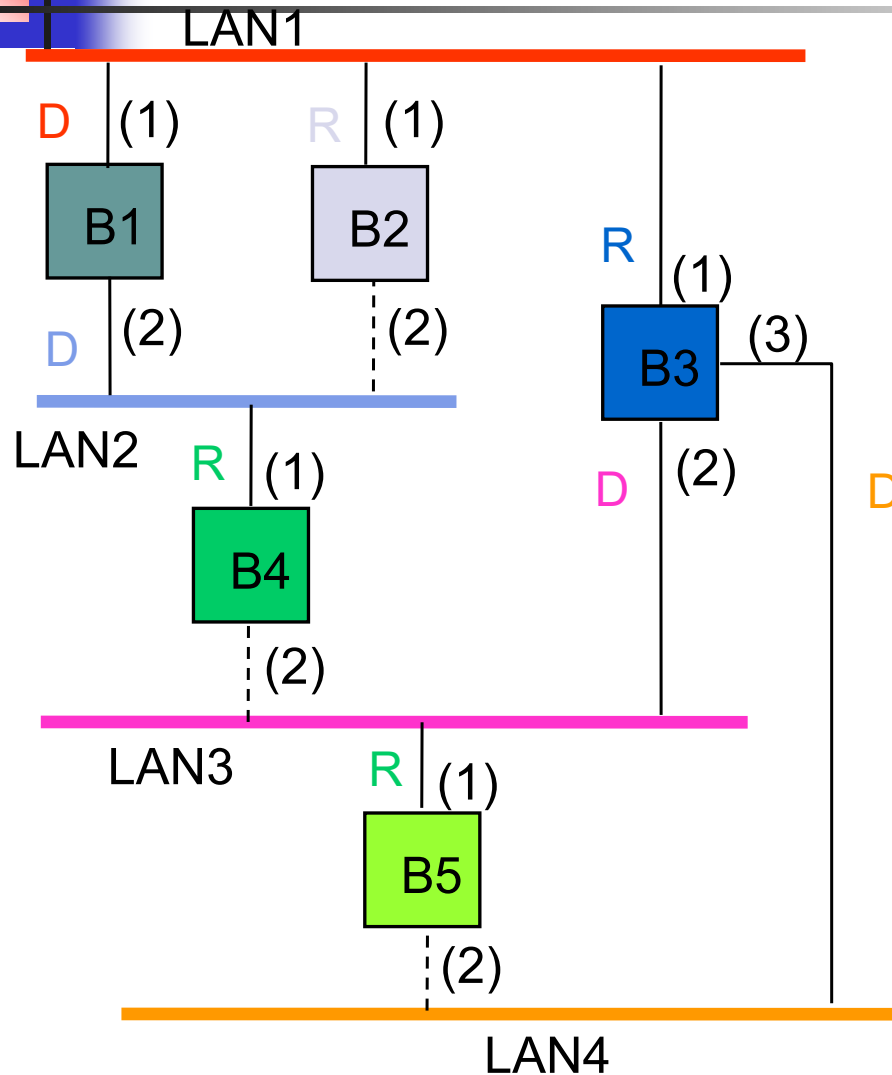 LAN1
D (1) R (1)
B1 B2
R (1)
D (2) (2) (3)
B3
LAN2 R (1) D (2) D
B4
(2)
LAN3 R (1)
B5
(2)
LAN4